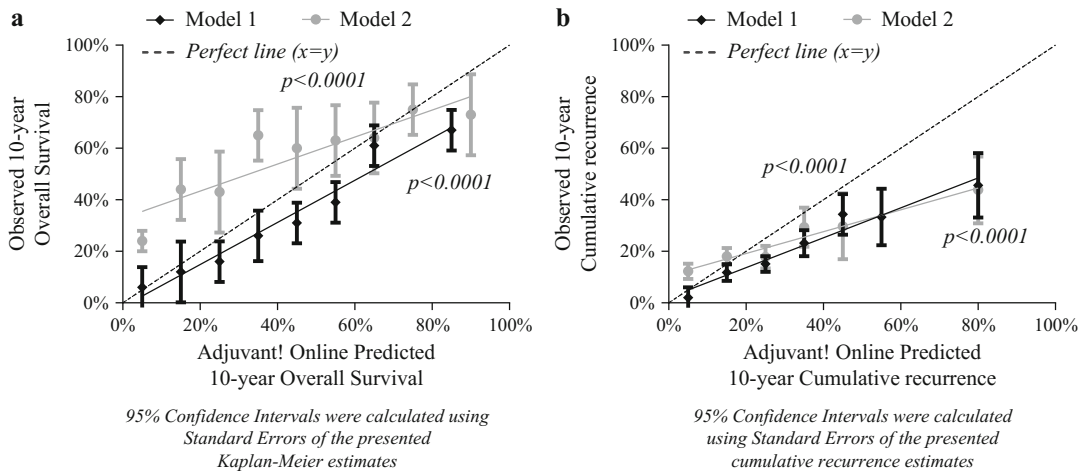 a
Model 1 Model 2
Perfect line (x=y)
p<0.0001
p<0.0001
Observed 10-year
Overall Survival
100%
80%
60%
40%
20%
0%
0% 20% 40% 60% 80% 100%
Adjuvant! Online Predicted
10-year Overall Survival
95% Confidence Intervals were calculated using
Standard Errors of the presented
Kaplan-Meier estimates
b
Model 1 Model 2
Perfect line (x=y)
p<0.0001
p<0.0001
Observed 10-year
Cumulative recurrence
100%
80%
60%
40%
20%
0%
0% 20% 40% 60% 80% 100%
Adjuvant! Online Predicted
10-year Cumulative recurrence
95% Confidence Intervals were calculated
using Standard Errors of the presented
cumulative recurrence estimates